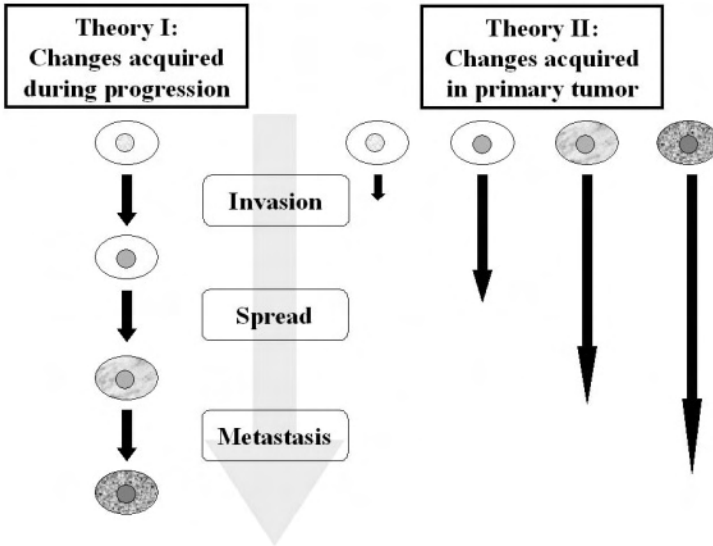 Theory I:
Changes acquired
during progression
Theory II:
Changes acquired
in primary tumor
Invasion
Spread
Metastasis